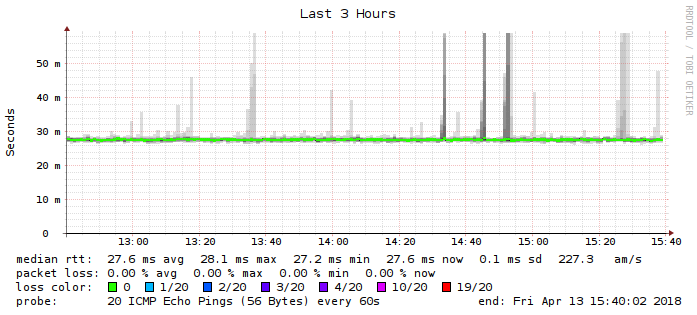 Last 3 Hours
RRDTOOL / TOBI OETIKER
Seconds
50 m
40 m
30 m
20 m
10 m
0
13:00 13:20 13:40 14:00 14:20 14:40 15:00 15:20 15:40
median rtt: 27.6 ms avg 28.1 ms max 27.2 ms min 27.6 ms now 0.1 ms sd 227.3 am/s
packet loss: 0.00 % avg 0.00 % max 0.00 % min 0.00 % now
loss color: 0 1/20 2/20 3/20 4/20 10/20 19/20
probe: 20 ICMP Echo Pings (56 Bytes) every 60s end: Fri Apr 13 15:40:02 2018